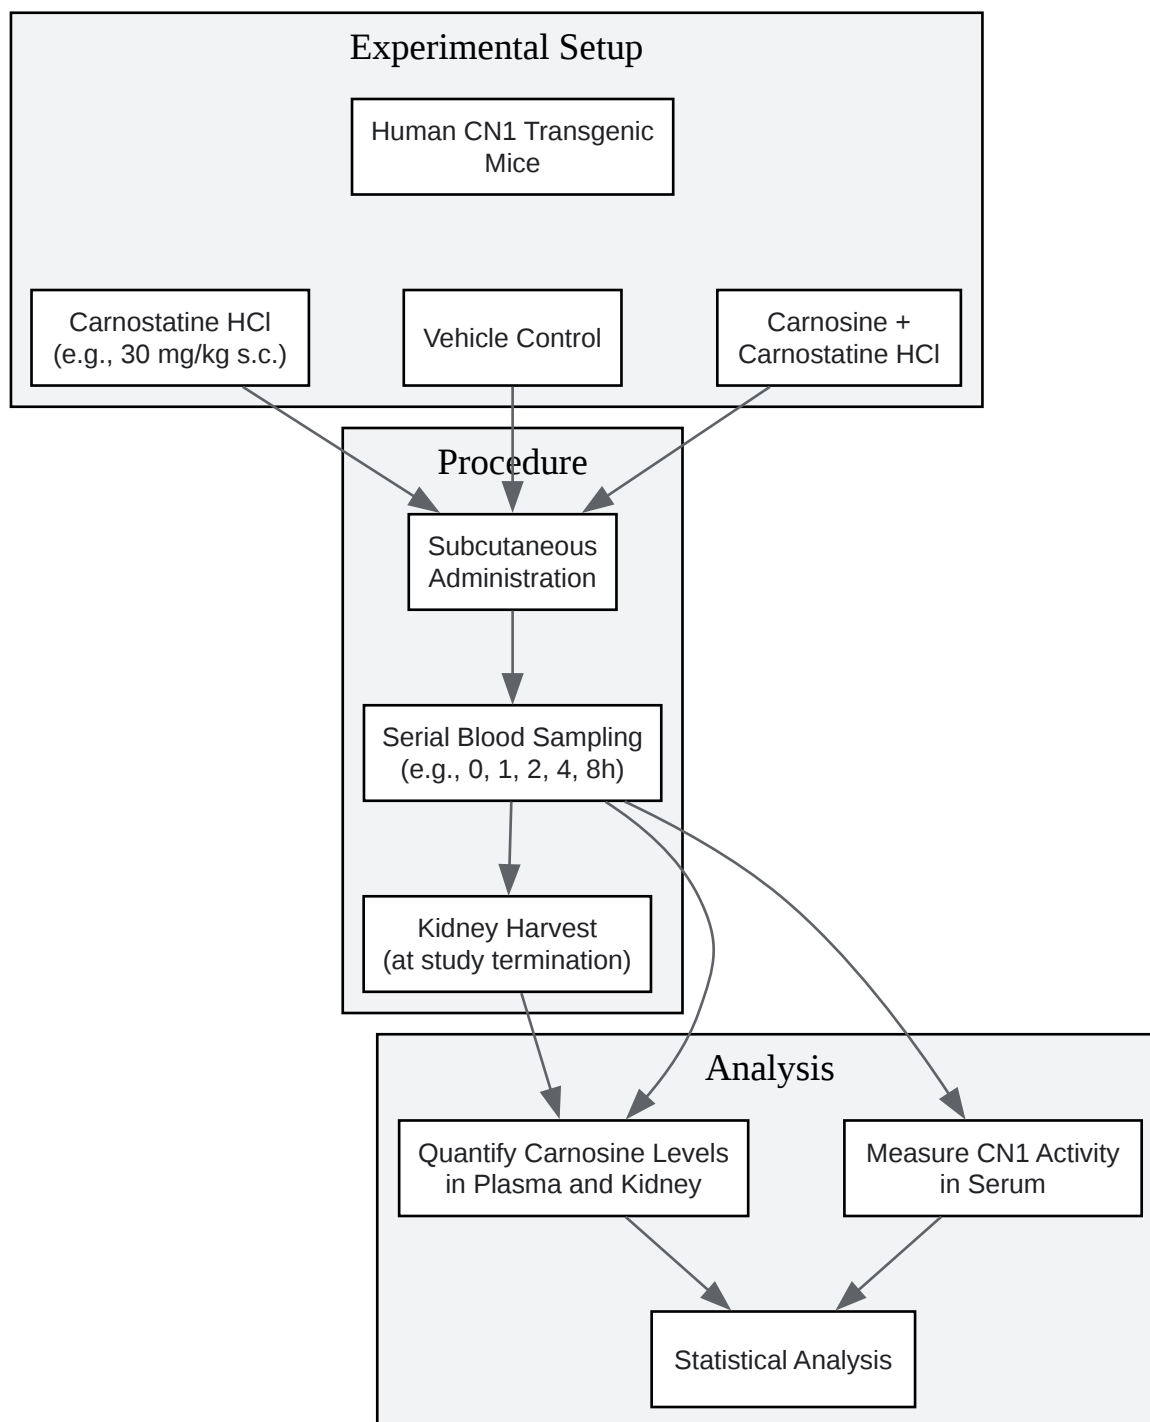 Experimental Setup
Human CN1 Transgenic
Mice
Carnostatine HCl
(e.g., 30 mg/kg s.c.)
Vehicle Control
Carnosine +
Carnostatine HCl
Procedure
Subcutaneous
Administration
Serial Blood Sampling
(e.g., 0, 1, 2, 4, 8h)
Kidney Harvest
(at study termination)
Analysis
Quantify Carnosine Levels
in Plasma and Kidney
Measure CN1 Activity
in Serum
Statistical Analysis